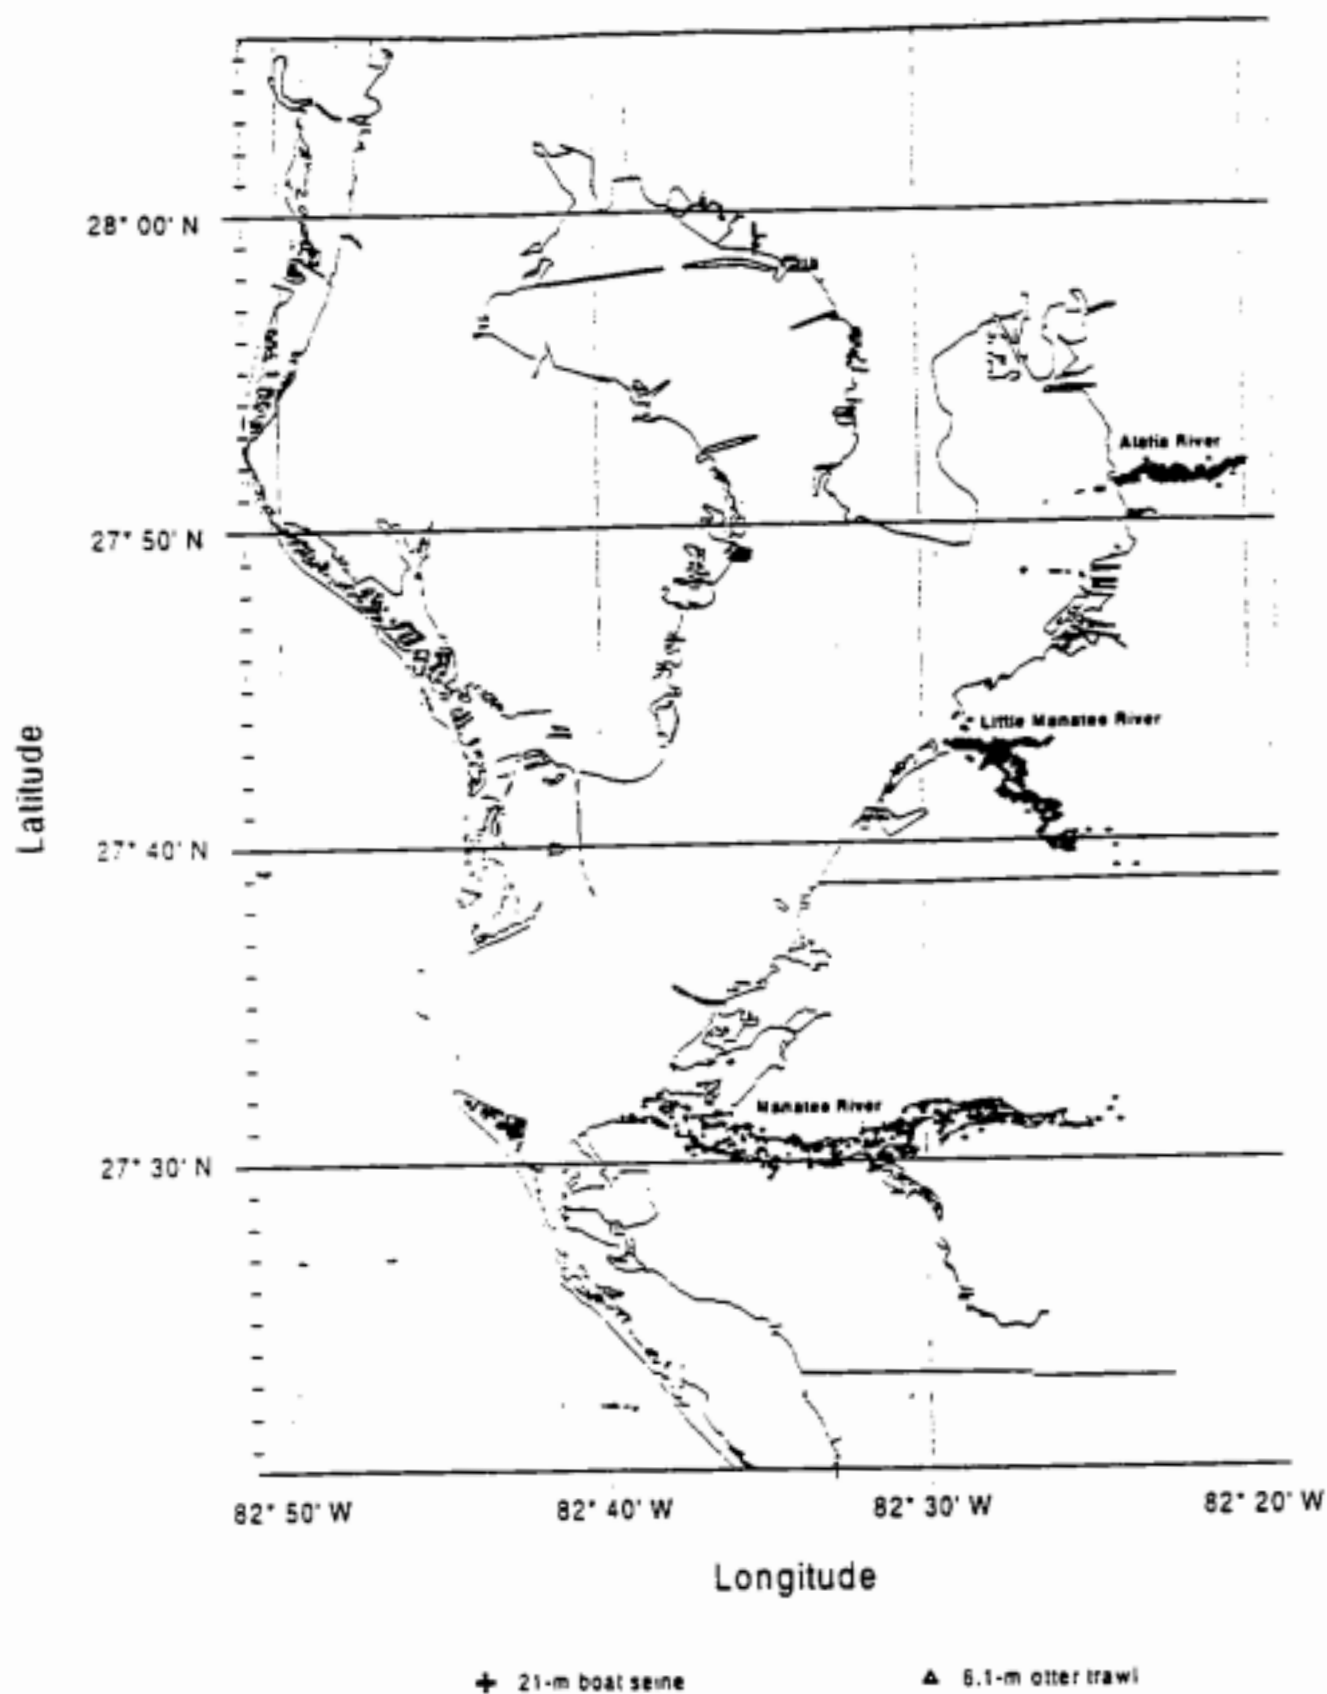 28° 00' N
Alafia River
27° 50' N
Little Manatee River
27° 40' N
Manatee River
27° 30' N
Latitude
82° 50' W 82° 40' W 82° 30' W 82° 20' W
Longitude
+ 21-m boat seine △ 6.1-m otter trawl